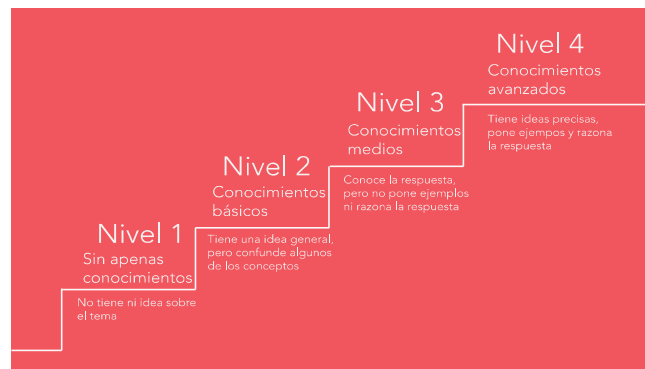 Nivel 1
Sin apenas
conocimientos
No tiene ni idea sobre
el tema
Nivel 2
Conocimientos
básicos
Tiene una idea general,
pero confunde algunos
de los conceptos
Nivel 3
Conocimientos
medios
Conoce la respuesta,
pero no pone ejemplos
ni razona la respuesta
Nivel 4
Conocimientos
avanzados
Tiene ideas precisas,
pone ejempos y razona
la respuesta